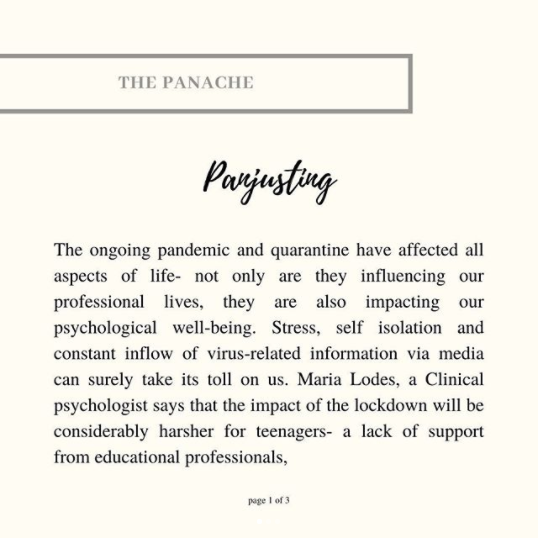 THE PANACHE
Panjusting
The ongoing pandemic and quarantine have affected all
aspects of life- not only are they influencing our
professional lives, they are also impacting our
psychological well-being. Stress, self isolation and
constant inflow of virus-related information via media
can surely take its toll on us. Maria Lodes, a Clinical
psychologist says that the impact of the lockdown will be
considerably harsher for teenagers- a lack of support
from educational professionals,
page 1 of 3